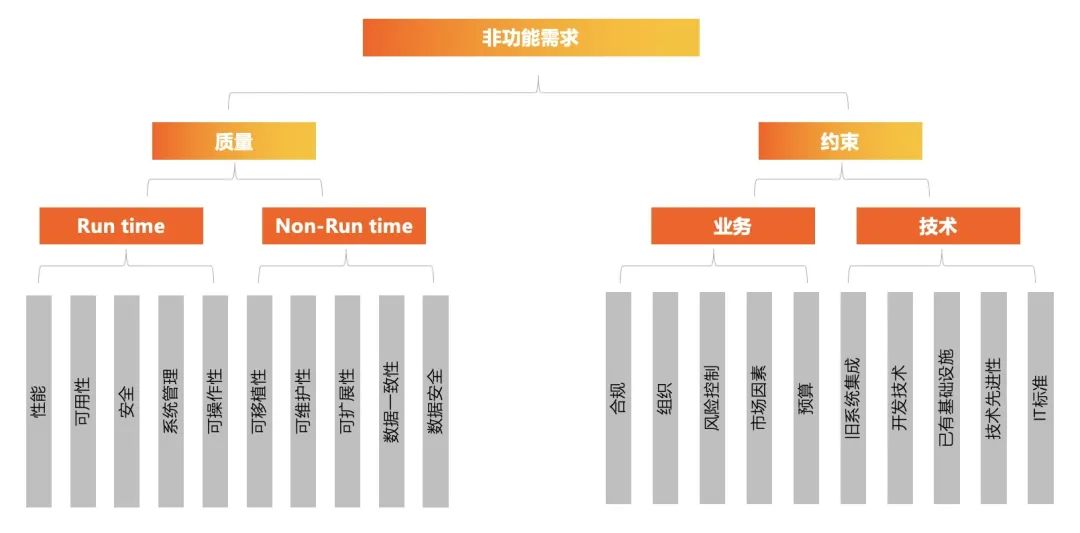 非功能需求
质量
约束
Run time
Non-Run time
业务
技术
性能
可用性
安全
系统管理
可操作性
可移植性
可维护性
可扩展性
数据一致性
数据安全
合规
组织
风险控制
市场因素
预算
旧系统集成
开发技术
已有基础设施
技术先进性
IT标准